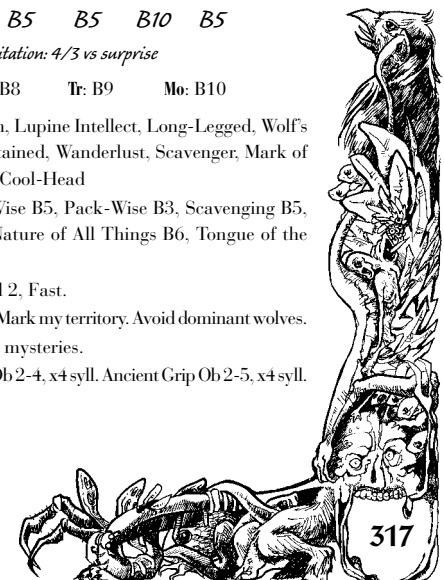 B5 B5 B10 B5
itation: 4/3 vs surprise
B8 Tr: B9 Mo: B10
n, Lupine Intellect, Long-Legged, Wolf's
tained, Wanderlust, Scavenger, Mark of
Cool-Head
Wise B5, Pack-Wise B3, Scavenging B5,
Nature of All Things B6, Tongue of the
l 2, Fast.
Mark my territory. Avoid dominant wolves.
mysteries.
Ob 2-4, x4 syll. Ancient Grip Ob 2-5, x4 syll.
317